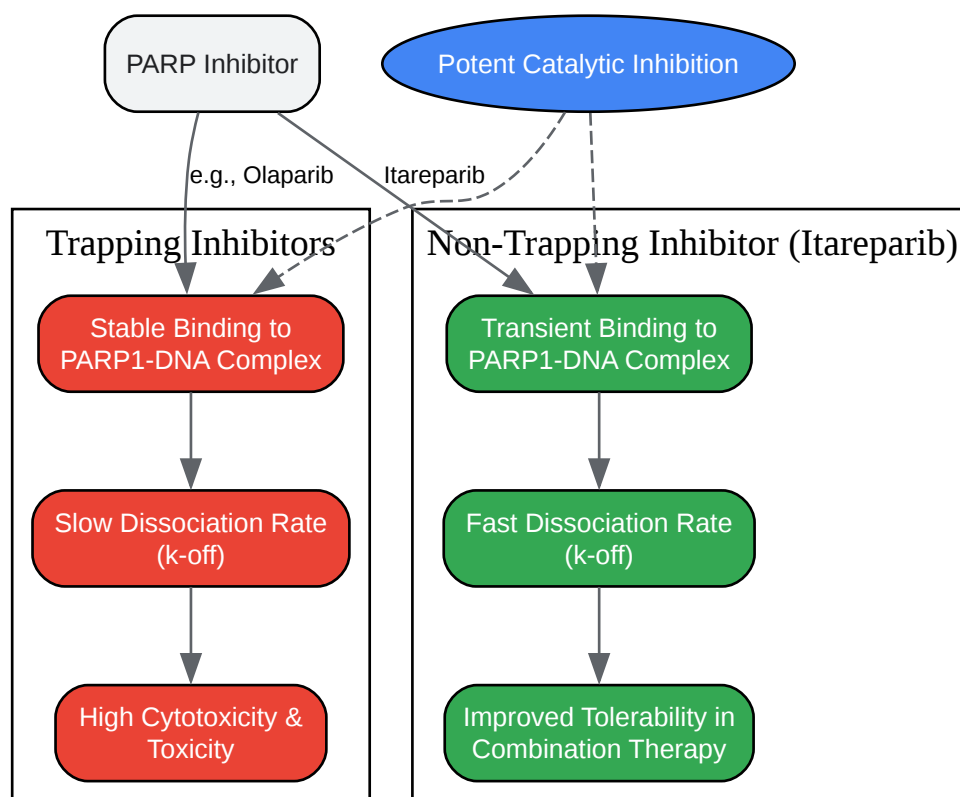 PARP Inhibitor
Potent Catalytic Inhibition
e.g., Olaparib
Itareparib
Trapping Inhibitors
Non-Trapping Inhibitor (Itareparib)
Stable Binding to
PARP1-DNA Complex
Transient Binding to
PARP1-DNA Complex
Slow Dissociation Rate
(k-off)
Fast Dissociation Rate
(k-off)
High Cytotoxicity &
Toxicity
Improved Tolerability in
Combination Therapy